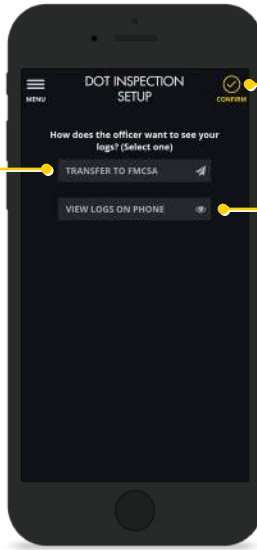 DOT INSPECTION
SETUP
MENU
CONFIRM
How does the officer want to see your
logs? (Select one)
TRANSFER TO FMCSA
VIEW LOGS ON PHONE